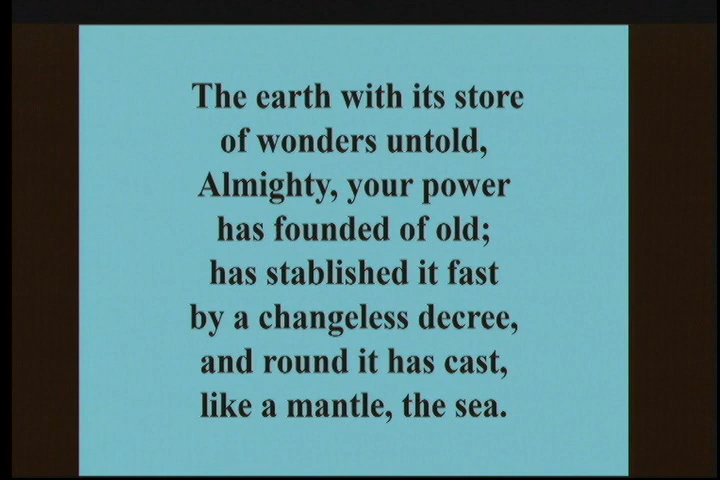 The earth with its store
of wonders untold,
Almighty, your power
has founded of old;
has stablished it fast
by a changeless decree,
and round it has cast,
like a mantle, the sea.